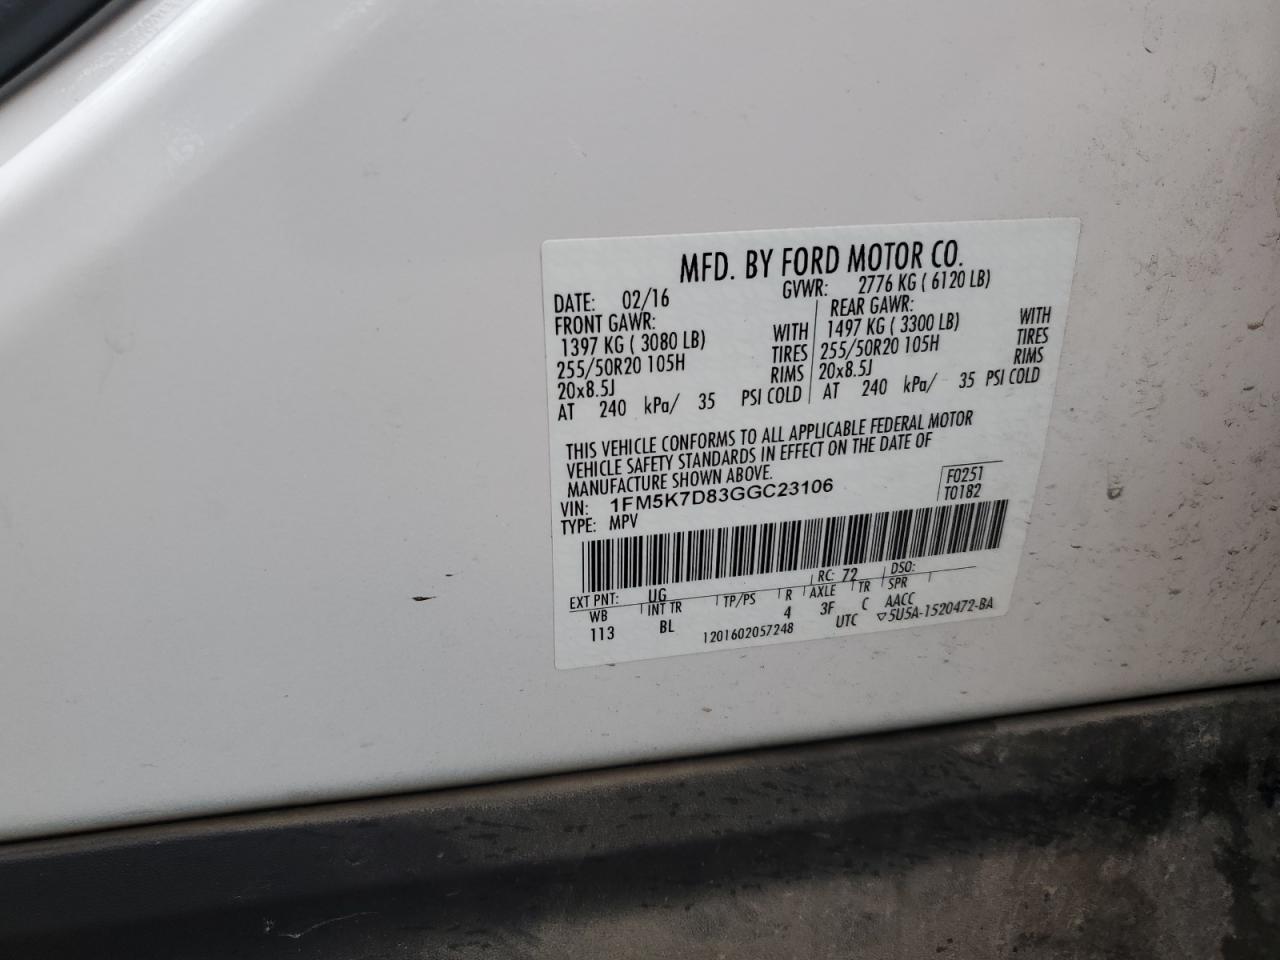 MFD. BY FORD MOTOR CO.
DATE: 02/16 GVWR: 2776 KG ( 6120 LB)
FRONT GAWR: REAR GAWR:
1397 KG ( 3080 LB) WITH 1497 KG ( 3300 LB) WITH
255/50R20 105H TIRES 255/50R20 105H TIRES
20x8.5J RIMS 20x8.5J RIMS
AT 240 kPa/ 35 PSI COLD AT 240 kPa/ 35 PSI COLD
THIS VEHICLE CONFORMS TO ALL APPLICABLE FEDERAL MOTOR
VEHICLE SAFETY STANDARDS IN EFFECT ON THE DATE OF
MANUFACTURE SHOWN ABOVE.
VIN: 1FM5K7D83GGC23106 F0251
TYPE: MPV T0182
EXT PNT: UG RC: 72 DSO:
WB INT TR TP/PS R AXLE TR SPR
113 BL 4 3F C AACC
1201602057248 UTC ▽5U5A-1520472-BA